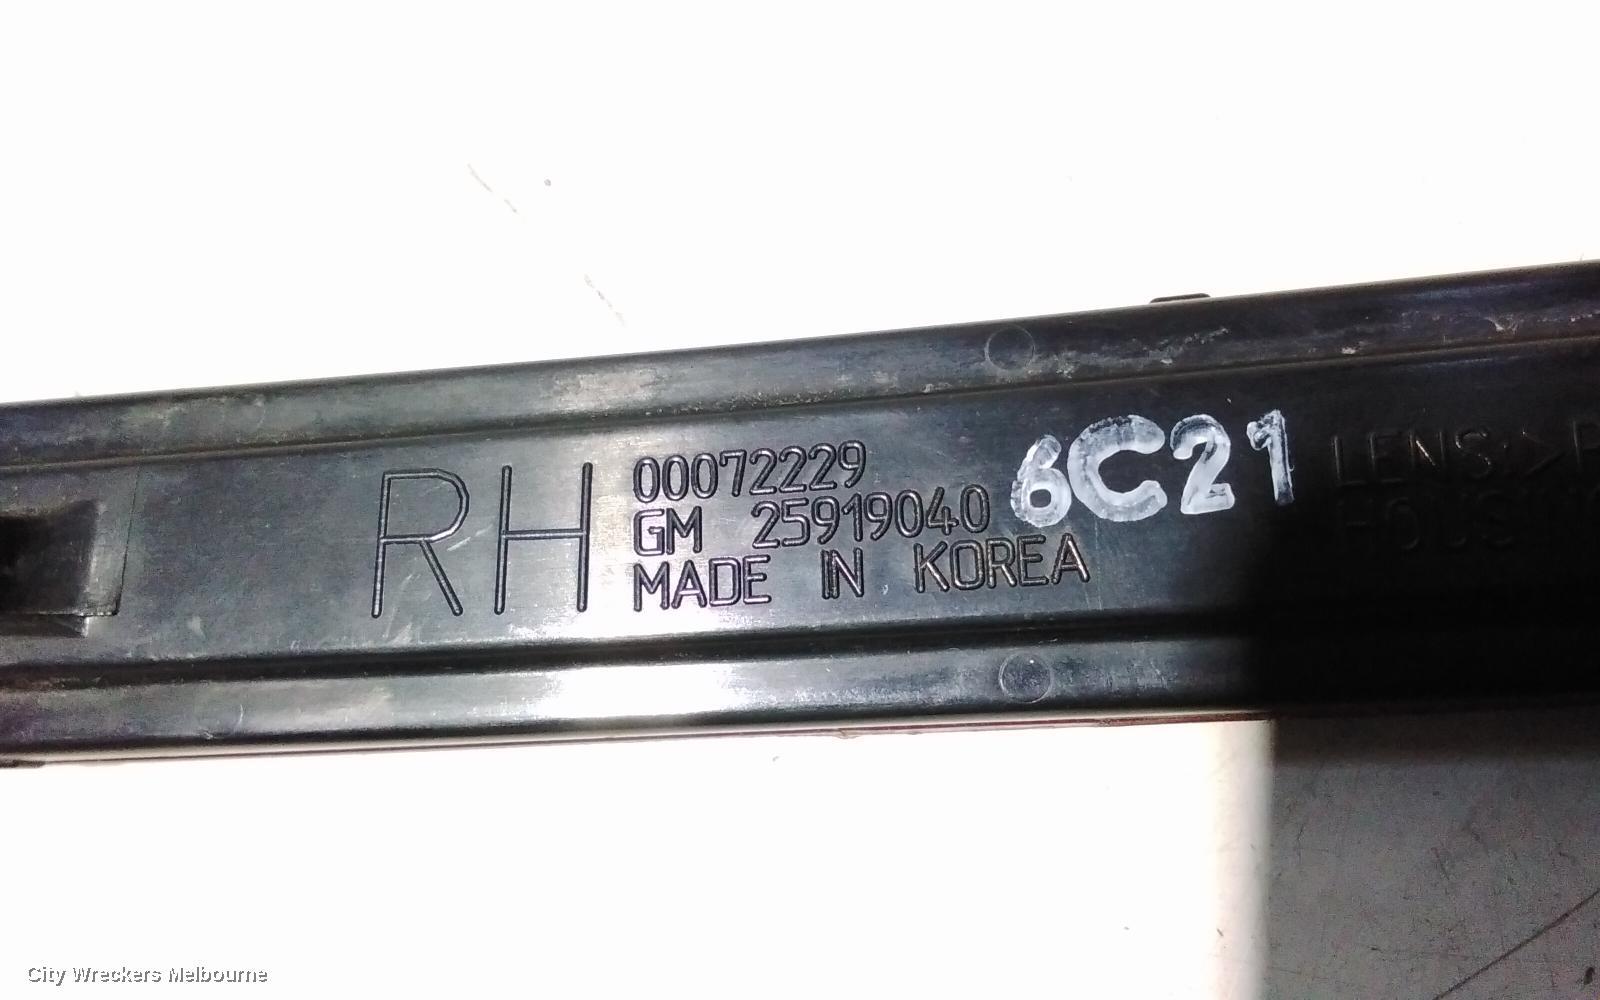 RH
00072229
GM 25919040
MADE IN KOREA
6C21
LENS:>P
City Wreckers Melbourne